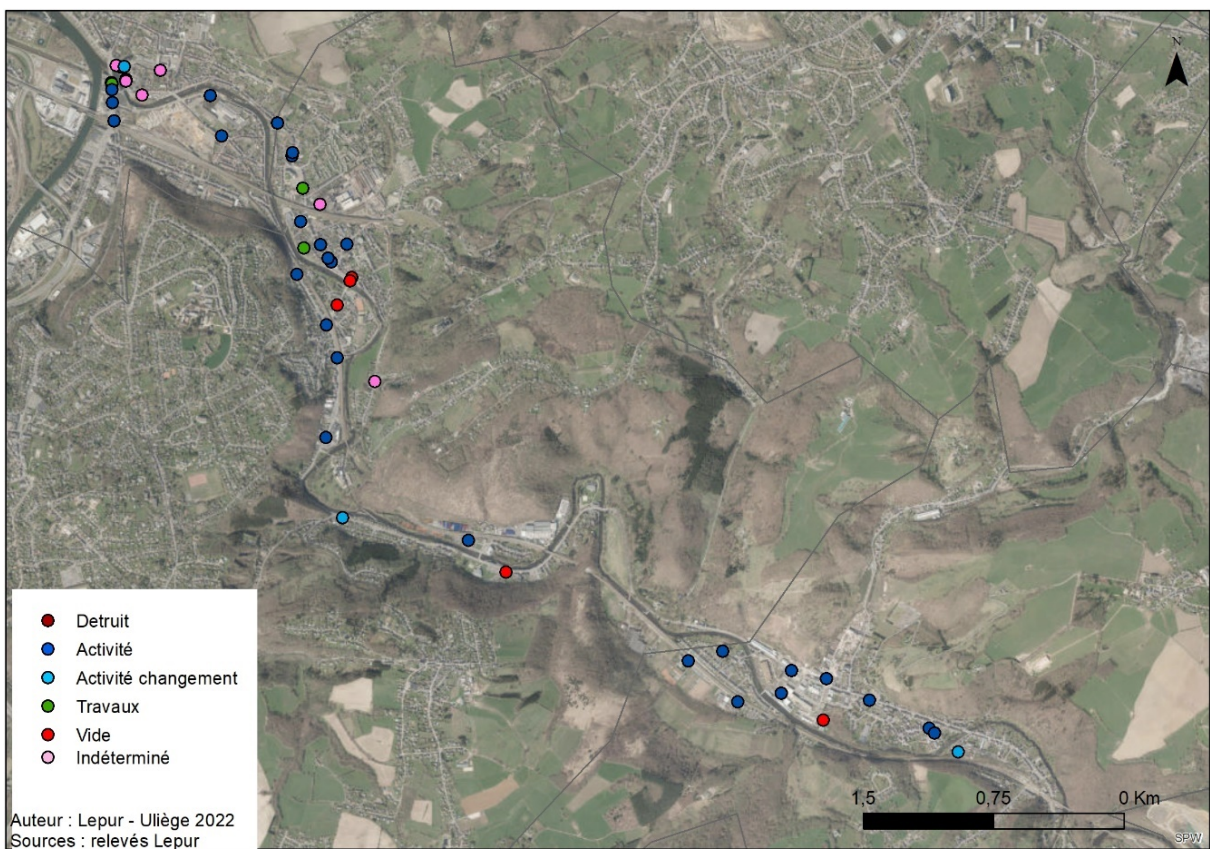 N
Detruit
Activité
Activité changement
Travaux
Vide
Indéterminé
Auteur : Lepur - Uliège 2022
Sources : relevés Lepur
1,5 0,75 0 Km
SPW